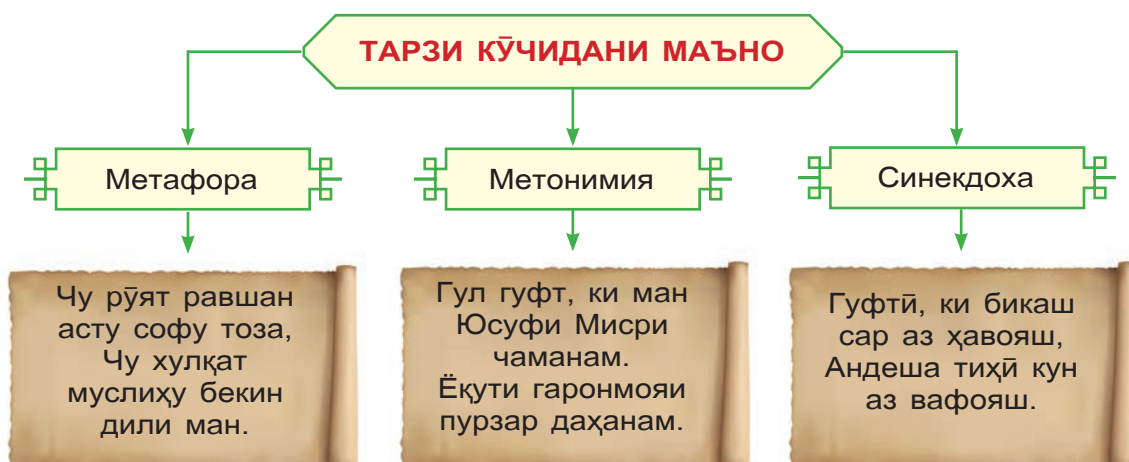 ТАРЗИ КӮЧИДАНИ МАЪНО
Метафора
Метонимия
Синекдоха
Чу рӯят равшан
асту софу тоза,
Чу хулқат
муслиҳу бекин
дили ман.
Гул гуфт, ки ман
Юсуфи Мисри
чаманам.
Ёқути гаронмояи
пурзар даҳанам.
Гуфтӣ, ки бикаш
сар аз ҳавояш,
Андеша тиҳӣ кун
аз вафояш.